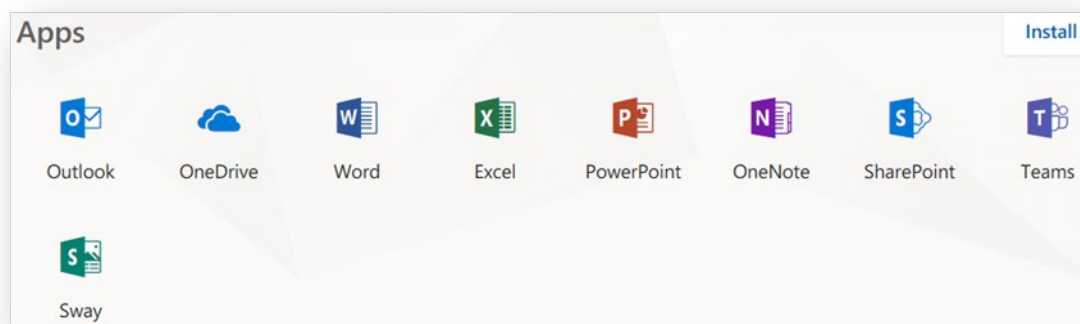 Apps
Install
Outlook OneDrive Word Excel PowerPoint OneNote SharePoint Teams
Sway